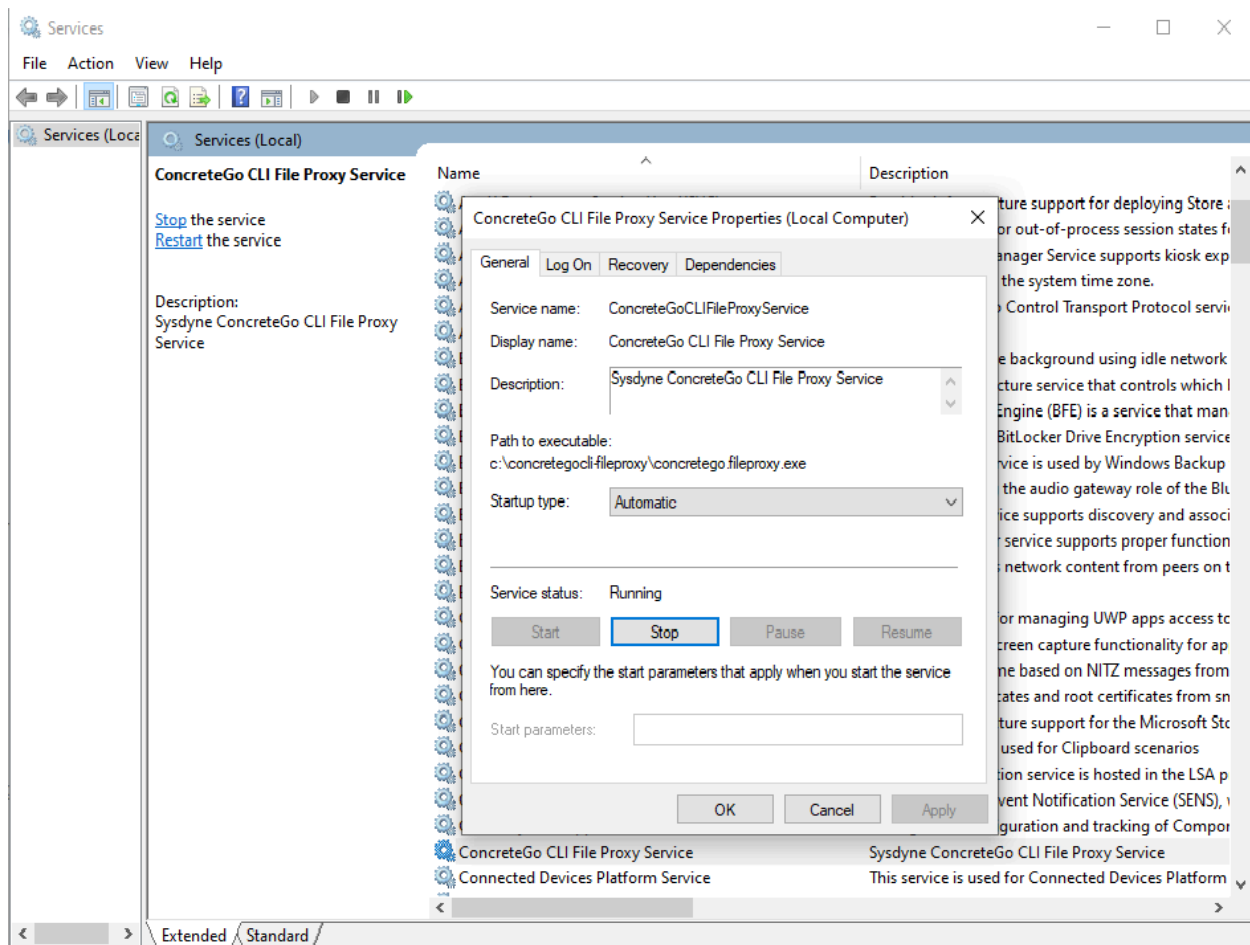 Services
File Action View Help
Services (Loca
Services (Local)
ConcreteGo CLI File Proxy Service
Stop the service
Restart the service
Description:
Sysdyne ConcreteGo CLI File Proxy
Service
Name Description
ture support for deploying Store
or out-of-process session states f
anager Service supports kiosk exp
the system time zone.
Control Transport Protocol servi
e background using idle network
cture service that controls which
Engine (BFE) is a service that man
BitLocker Drive Encryption service
rvice is used by Windows Backup
the audio gateway role of the Blu
ice supports discovery and associ
service supports proper function
network content from peers on t
for managing UWP apps access to
creen capture functionality for ap
me based on NITZ messages from
cates and root certificates from sn
ture support for the Microsoft Sto
used for Clipboard scenarios
tion service is hosted in the LSA p
vent Notification Service (SENS),
guration and tracking of Compor
ConcreteGo CLI File Proxy Service Properties (Local Computer)
General Log On Recovery Dependencies
Service name: ConcreteGoCLIFileProxyService
Display name: ConcreteGo CLI File Proxy Service
Description: Sysdyne ConcreteGo CLI File Proxy Service
Path to executable:
c:\concretegocli-fileproxy\concretego.fileproxy.exe
Startup type: Automatic
Service status: Running
Start Stop Pause Resume
You can specify the start parameters that apply when you start the service
from here.
Start parameters:
OK Cancel Apply
ConcreteGo CLI File Proxy Service Sysdyne ConcreteGo CLI File Proxy Service
Connected Devices Platform Service This service is used for Connected Devices Platform
Extended Standard